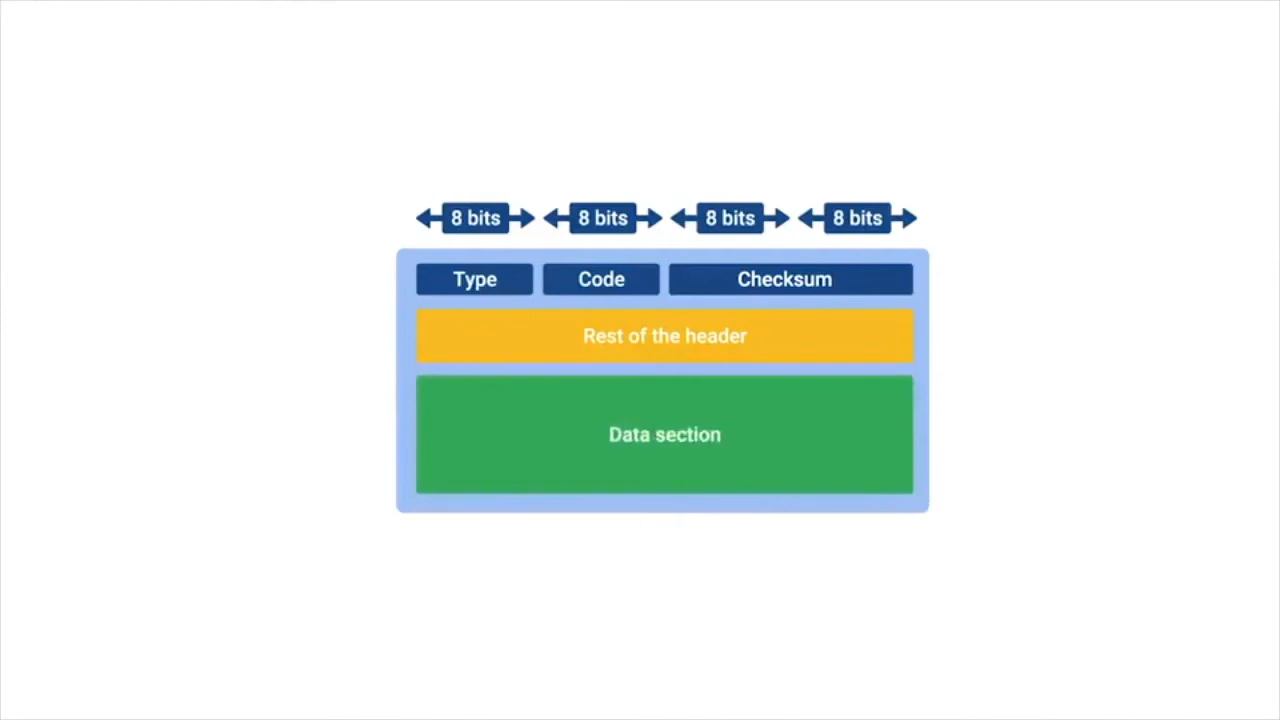 8 bits 8 bits 8 bits 8 bits
Type Code Checksum
Rest of the header
Data section